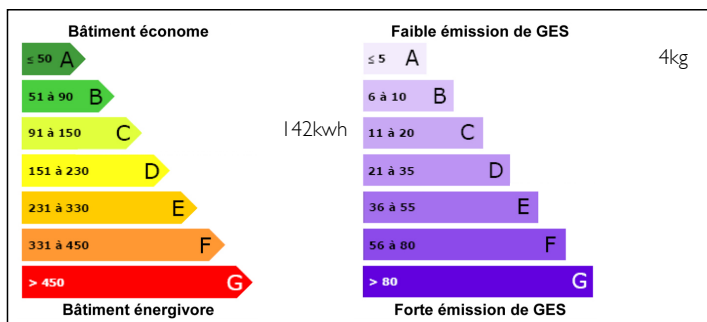 Bâtiment économe
≤ 50 A
51 à 90 B
91 à 150 C
142kwh
151 à 230 D
231 à 330 E
331 à 450 F
> 450 G
Bâtiment énergivore
Faible émission de GES
≤ 5 A
4kg
6 à 10 B
11 à 20 C
21 à 35 D
36 à 55 E
56 à 80 F
> 80 G
Forte émission de GES